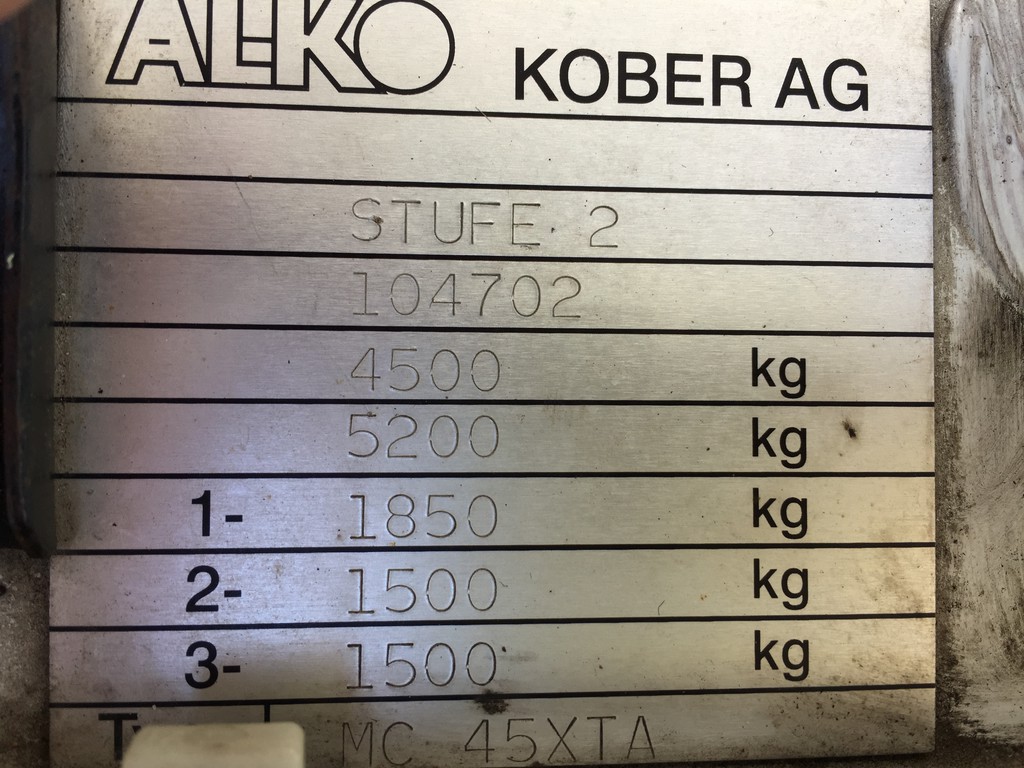 AL-KO KOBER AG
STUFE 2
104702
4500 kg
5200 kg
1- 1850 kg
2- 1500 kg
3- 1500 kg
MC 45XTA